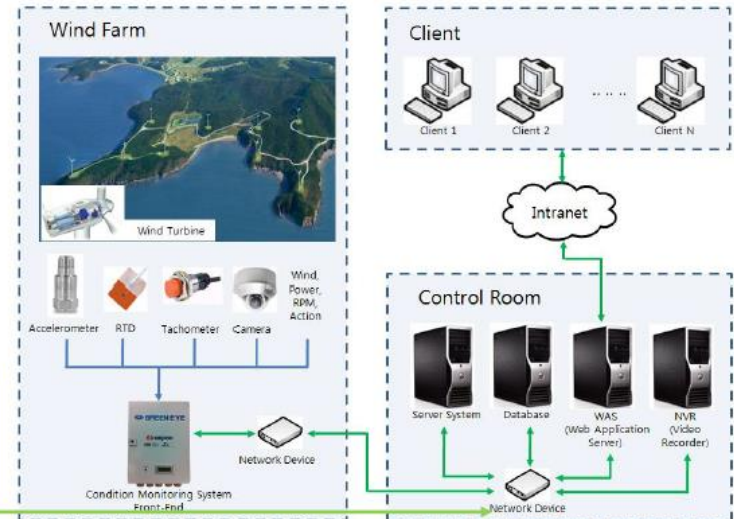 Wind Farm
Wind Turbine
Accelerometer
RTD
Tachometer
Camera
Wind,
Power,
RPM,
Action
GREENEYE
Network Device
Condition Monitoring System
Front-End
Client
Client 1
Client 2
.. .. ..
Client N
Intranet
Control Room
Server System
Database
WAS
(Web Application
Server)
NVR
(Video
Recorder)
Network Device